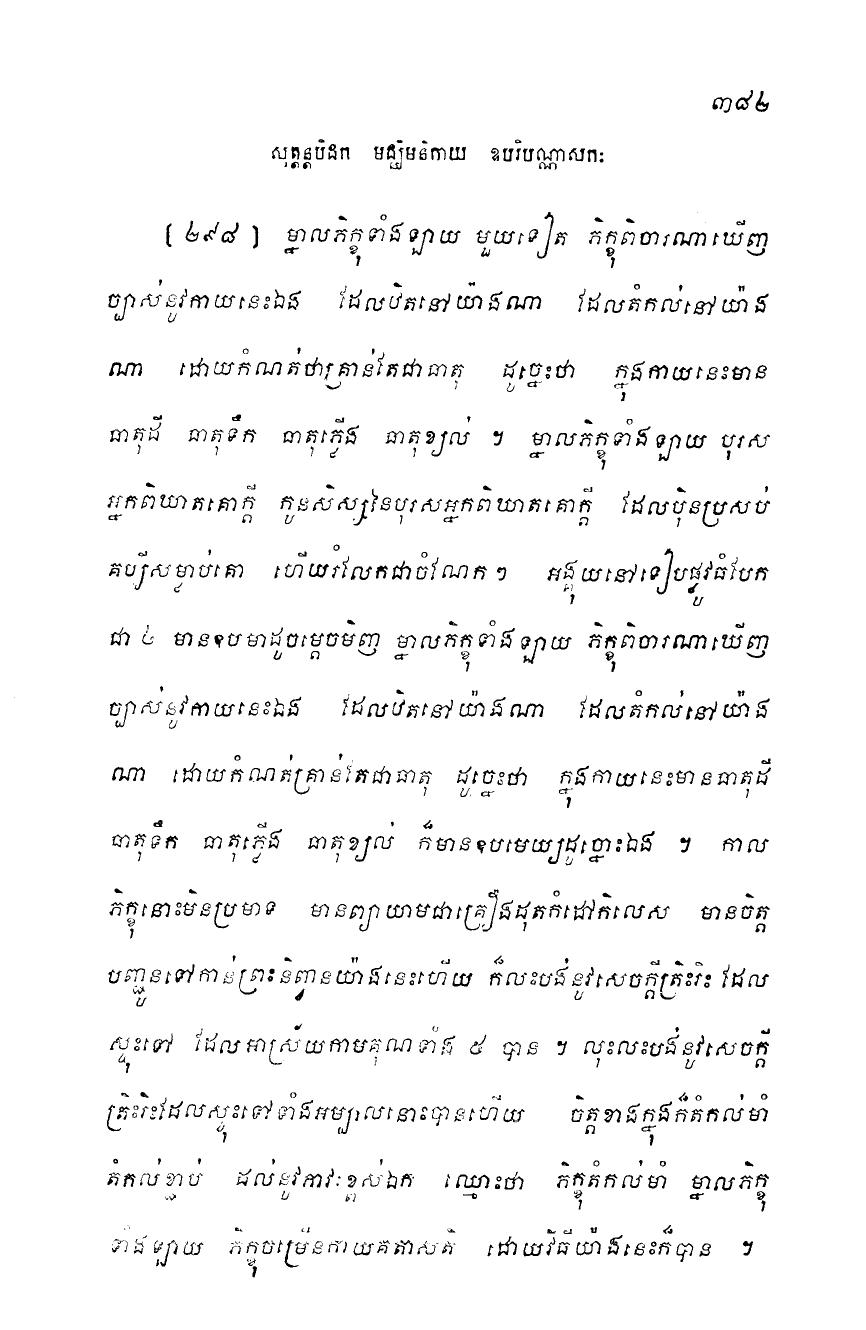 ៣៨២
សុត្តន្តបិដក មជ្ឈិមនិកាយ ឧបរិបណ្ណាសកៈ
[ ២៩៨ ] ម្នាលភិក្ខុទាំងឡាយ មួយទៀត ភិក្ខុពិចារណាឃើញ
ច្បាស់នូវកាយនេះឯង ដែលឋិតនៅយ៉ាងណា ដែលតំកល់នៅយ៉ាង
ណា ដោយកំណត់ថាគ្រាន់តែជាធាតុ ដូច្នេះថា ក្នុងកាយនេះមាន
ធាតុដី ធាតុទឹក ធាតុភ្លើង ធាតុខ្យល់ ។ ម្នាលភិក្ខុទាំងឡាយ បុរស
អ្នកពិឃាតគោក្តី កូនសិស្សនៃបុរសអ្នកពិឃាតគោក្តី ដែលប៉ិនប្រសប់
គប្បីសម្លាប់គោ ហើយរំលែកជាចំណែកៗ អង្គុយនៅទៀបផ្លូវធំបែក
ជា ៤ មានឧបមាដូចម្តេចមិញ ម្នាលភិក្ខុទាំងឡាយ ភិក្ខុពិចារណាឃើញ
ច្បាស់នូវកាយនេះឯង ដែលឋិតនៅយ៉ាងណា ដែលតំកល់នៅយ៉ាង
ណា ដោយកំណត់គ្រាន់តែជាធាតុ ដូច្នេះថា ក្នុងកាយនេះមានធាតុដី
ធាតុទឹក ធាតុភ្លើង ធាតុខ្យល់ ក៏មានឧបមេយ្យដូច្នោះឯង ។ កាល
ភិក្ខុនោះមិនប្រមាទ មានព្យាយាមជាគ្រឿងដុតកំដៅកិលេស មានចិត្ត
បញ្ជូនទៅកាន់ព្រះនិព្វានយ៉ាងនេះហើយ ក៏លះបង់នូវសេចក្តីត្រិះរិះ ដែល
ស្ទុះទៅ ដែលអាស្រ័យកាមគុណទាំង ៥ បាន ។ លុះលះបង់នូវសេចក្តី
ត្រិះរិះដែលស្ទុះទៅទាំងអម្បាលនោះបានហើយ ចិត្តខាងក្នុងក៏តំកល់មាំ
តំកល់ខ្ជាប់ ដល់នូវភាវៈខ្ពស់ឯក ឈ្មោះថា ភិក្ខុតំកល់មាំ ម្នាលភិក្ខុ
ទាំងឡាយ ភិក្ខុចម្រើនកាយគតាសតិ ដោយវិធីយ៉ាងនេះក៏បាន ។